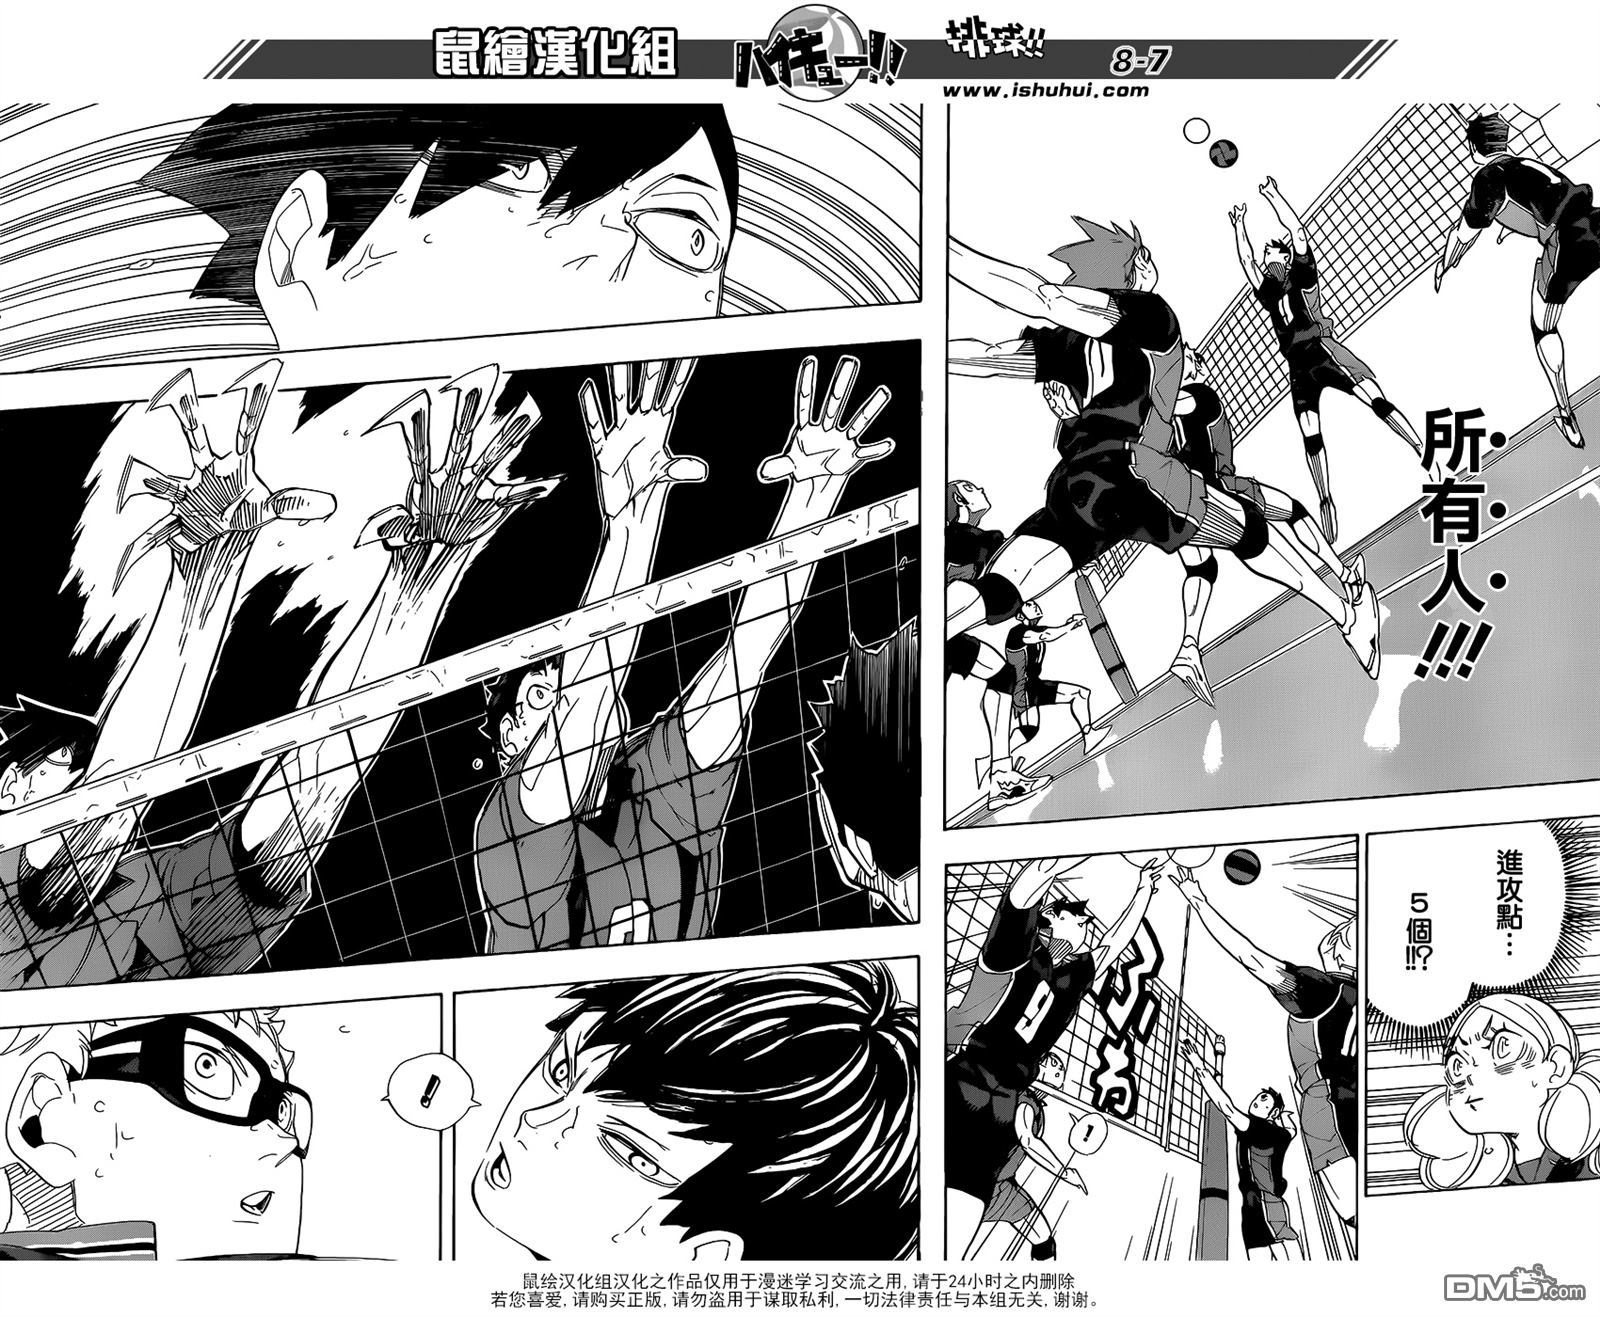 鼠繪漢化組
ハイキュー!!
排球!!
8-7
www.ishuhui.com
所有人!!!
進攻點…
5個!!?
ふわ
!
9
!
鼠绘汉化组汉化之作品仅用于漫迷学习交流之用,请于24小时之内删除
若您喜爱,请购买正版,请勿盗用于谋取私利,一切法律责任与本组无关,谢谢。
DM5.com